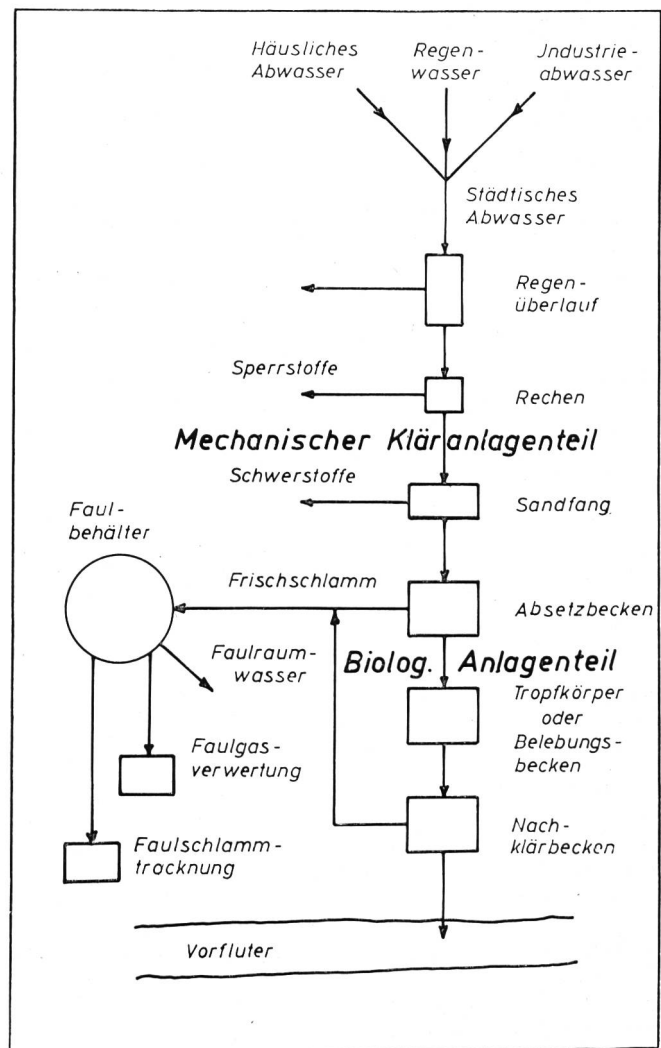 Häusliches
Abwasser
Regen-
wasser
Jndustrie-
abwasser
Städtisches
Abwasser
Regen-
überlauf
Sperrstoffe
Rechen
Mechanischer Kläranlagenteil
Schwerstoffe
Sandfang
Faul-
behälter
Frischschlamm
Absetzbecken
Faulraum-
wasser
Biolog. Anlagenteil
Tropfkörper
oder
Belebungs-
becken
Faulgas-
verwertung
Nach-
klärbecken
Faulschlamm-
trocknung
Vorfluter